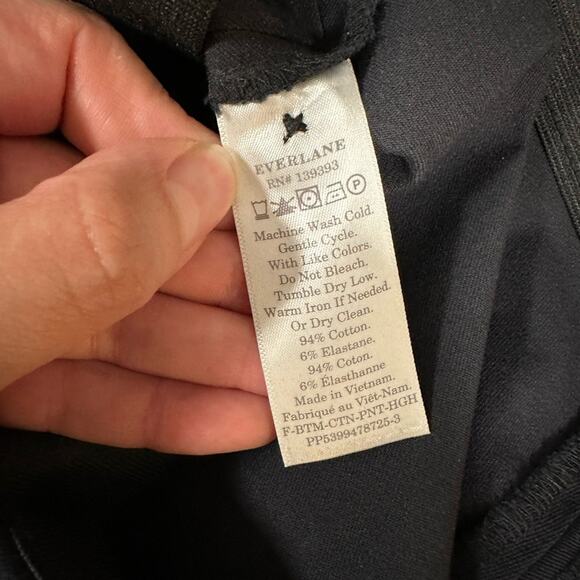 EVERLANE
RN# 139393
P
Machine Wash Cold.
Gentle Cycle.
With Like Colors.
Do Not Bleach.
Tumble Dry Low.
Warm Iron If Needed.
Or Dry Clean.
94% Cotton.
6% Elastane.
94% Coton.
6% Élasthanne
Made in Vietnam.
Fabriqué au Viêt-Nam.
F-BTM-CTN-PNT-HGH
PP5399478725-3